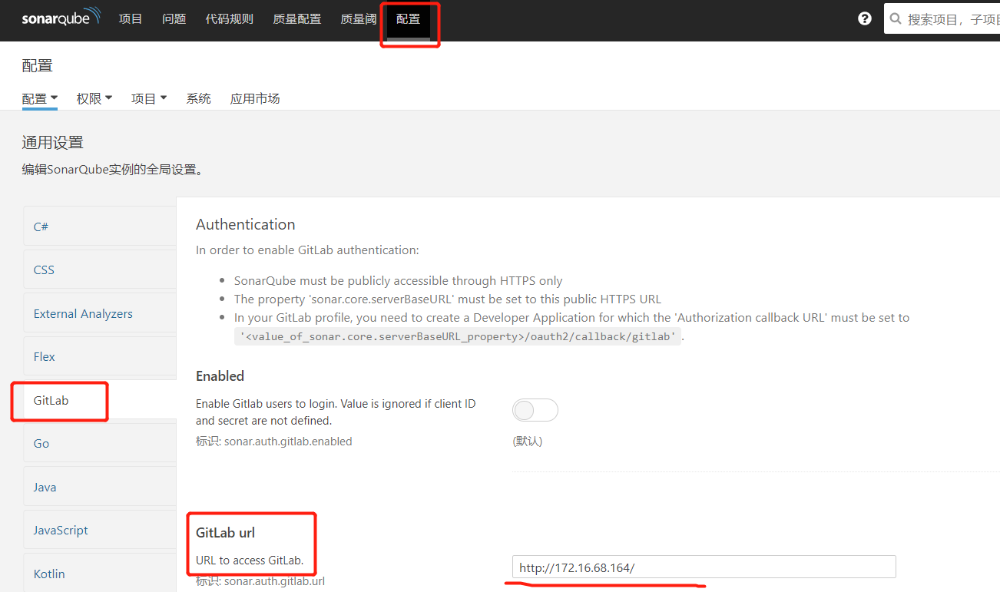 sonarqube 项目 问题 代码规则 质量配置 质量阈 配置 ? 搜索项目，子项目
配置
配置 权限 项目 系统 应用市场
通用设置
编辑SonarQube实例的全局设置。
C#
CSS
External Analyzers
Flex
GitLab
Go
Java
JavaScript
Kotlin
Authentication
In order to enable GitLab authentication:
SonarQube must be publicly accessible through HTTPS only
The property 'sonar.core.serverBaseURL' must be set to this public HTTPS URL
In your GitLab profile, you need to create a Developer Application for which the 'Authorization callback URL' must be set to
'<value_of_sonar.core.serverBaseURL_property>/oauth2/callback/gitlab' .
Enabled
Enable Gitlab users to login. Value is ignored if client ID
and secret are not defined.
标识: sonar.auth.gitlab.enabled
(默认)
GitLab url
URL to access GitLab.
标识: sonar.auth.gitlab.url
http://172.16.68.164/